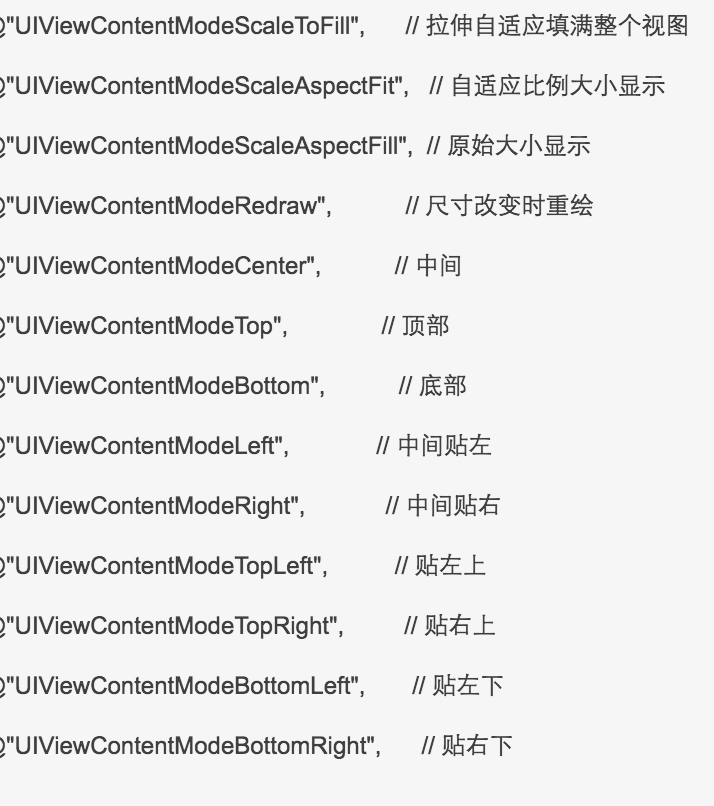 @"UIViewContentModeScaleToFill", // 拉伸自适应填满整个视图
@"UIViewContentModeScaleAspectFit", // 自适应比例大小显示
@"UIViewContentModeScaleAspectFill", // 原始大小显示
@"UIViewContentModeRedraw", // 尺寸改变时重绘
@"UIViewContentModeCenter", // 中间
@"UIViewContentModeTop", // 顶部
@"UIViewContentModeBottom", // 底部
@"UIViewContentModeLeft", // 中间贴左
@"UIViewContentModeRight", // 中间贴右
@"UIViewContentModeTopLeft", // 贴左上
@"UIViewContentModeTopRight", // 贴右上
@"UIViewContentModeBottomLeft", // 贴左下
@"UIViewContentModeBottomRight", // 贴右下